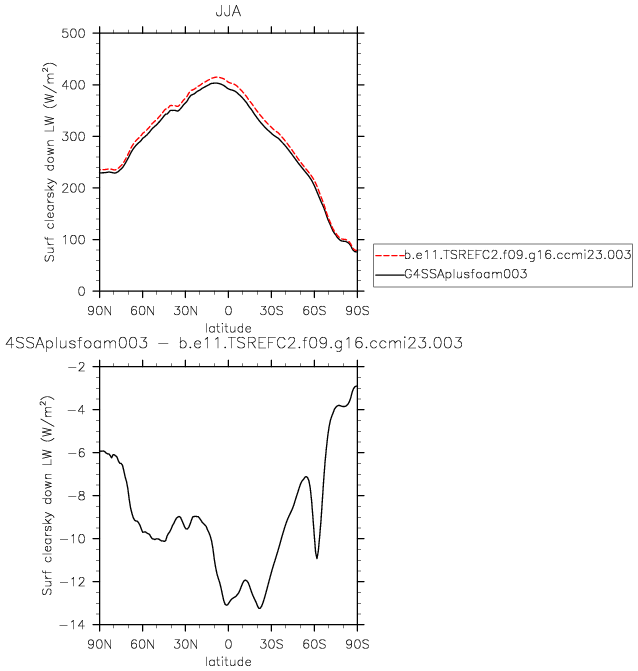 JJA
500
400
300
200
100
0
Surf clearsky down LW (W/m²)
90N 60N 30N 0 30S 60S 90S
latitude
b.e11.TSREFC2.f09.g16.ccmi23.003
G4SSAplusfoam003
4SSAplusfoam003 − b.e11.TSREFC2.f09.g16.ccmi23.003
−2
−4
−6
−8
−10
−12
−14
Surf clearsky down LW (W/m²)
90N 60N 30N 0 30S 60S 90S
latitude